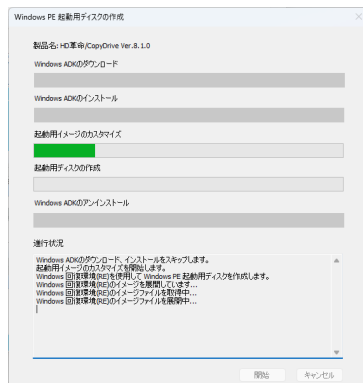 Windows PE 起動用ディスクの作成
製品名: HD革命/CopyDrive Ver.8.1.0
Windows ADKのダウンロード
Windows ADKのインストール
起動用イメージのカスタマイズ
起動用ディスクの作成
Windows ADKのアンインストール
進行状況
Windows ADKのダウンロード、インストールをスキップします。
起動用イメージのカスタマイズを開始します。
Windows 回復環境(RE)を使用して Windows PE 起動用ディスクを作成します。
Windows 回復環境(RE)のイメージを展開しています...
Windows 回復環境(RE)のイメージファイルを取得中...
Windows 回復環境(RE)のイメージファイルを展開中...
開始 キャンセル